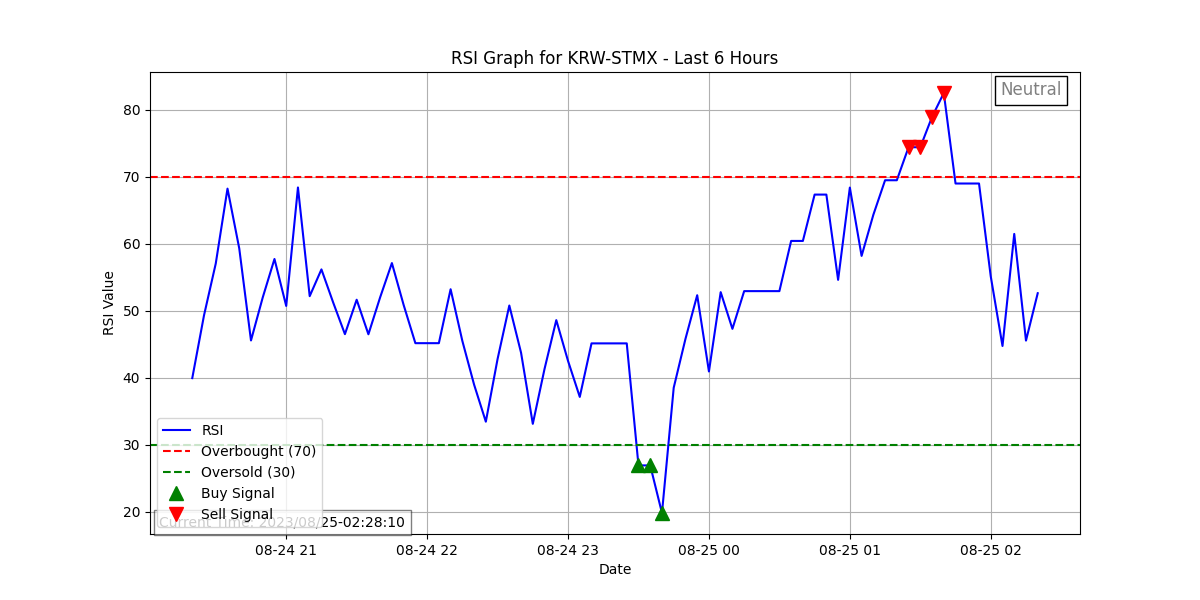 RSI Graph for KRW-STMX - Last 6 Hours
Neutral
80
70
60
50
40
30
20
RSI Value
RSI
Overbought (70)
Oversold (30)
Buy Signal
Sell Signal
Current Time: 2023/08/25-02:28:10
08-24 21
08-24 22
08-24 23
08-25 00
08-25 01
08-25 02
Date